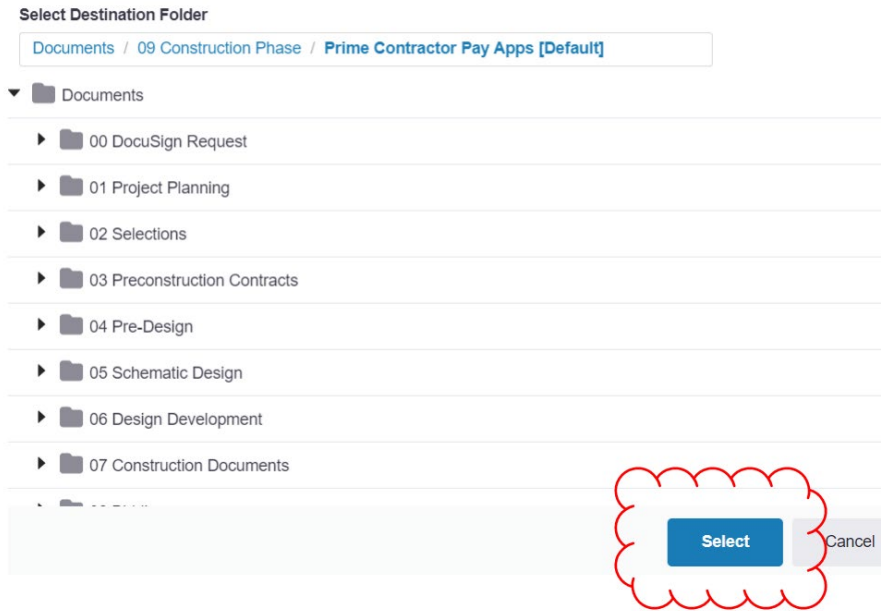 Select Destination Folder
Documents / 09 Construction Phase / Prime Contractor Pay Apps [Default]
Documents
00 DocuSign Request
01 Project Planning
02 Selections
03 Preconstruction Contracts
04 Pre-Design
05 Schematic Design
06 Design Development
07 Construction Documents
Select Cancel